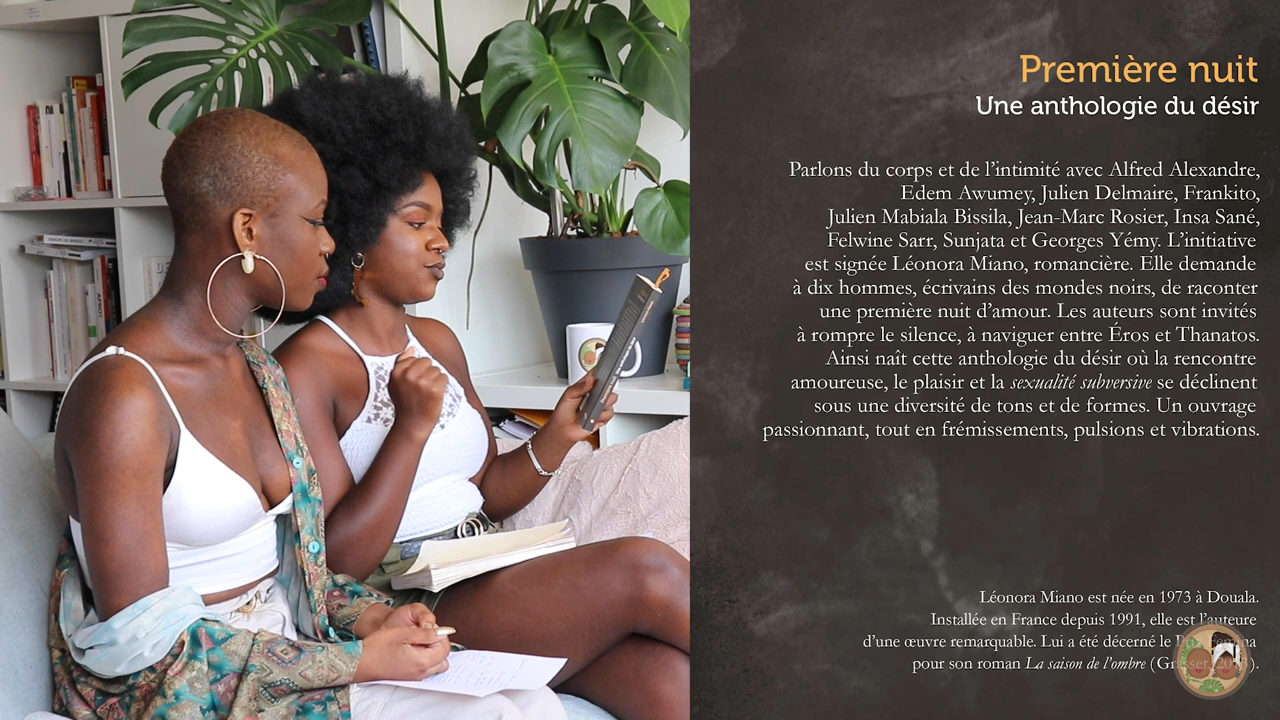 Première nuit
Une anthologie du désir
Parlons du corps et de l’intimité avec Alfred Alexandre,
Edem Awumey, Julien Delmaire, Frankito,
Julien Mabiala Bissila, Jean-Marc Rosier, Insa Sané,
Felwine Sarr, Sunjata et Georges Yémy. L’initiative
est signée Léonora Miano, romancière. Elle demande
à dix hommes, écrivains des mondes noirs, de raconter
une première nuit d’amour. Les auteurs sont invités
à rompre le silence, à naviguer entre Éros et Thanatos.
Ainsi naît cette anthologie du désir où la rencontre
amoureuse, le plaisir et la sexualité subversive se déclinent
sous une diversité de tons et de formes. Un ouvrage
passionnant, tout en frémissements, pulsions et vibrations.
Léonora Miano est née en 1973 à Douala.
Installée en France depuis 1991, elle est l’auteure
d’une œuvre remarquable. Lui a été décerné le
pour son roman La saison de l’ombre